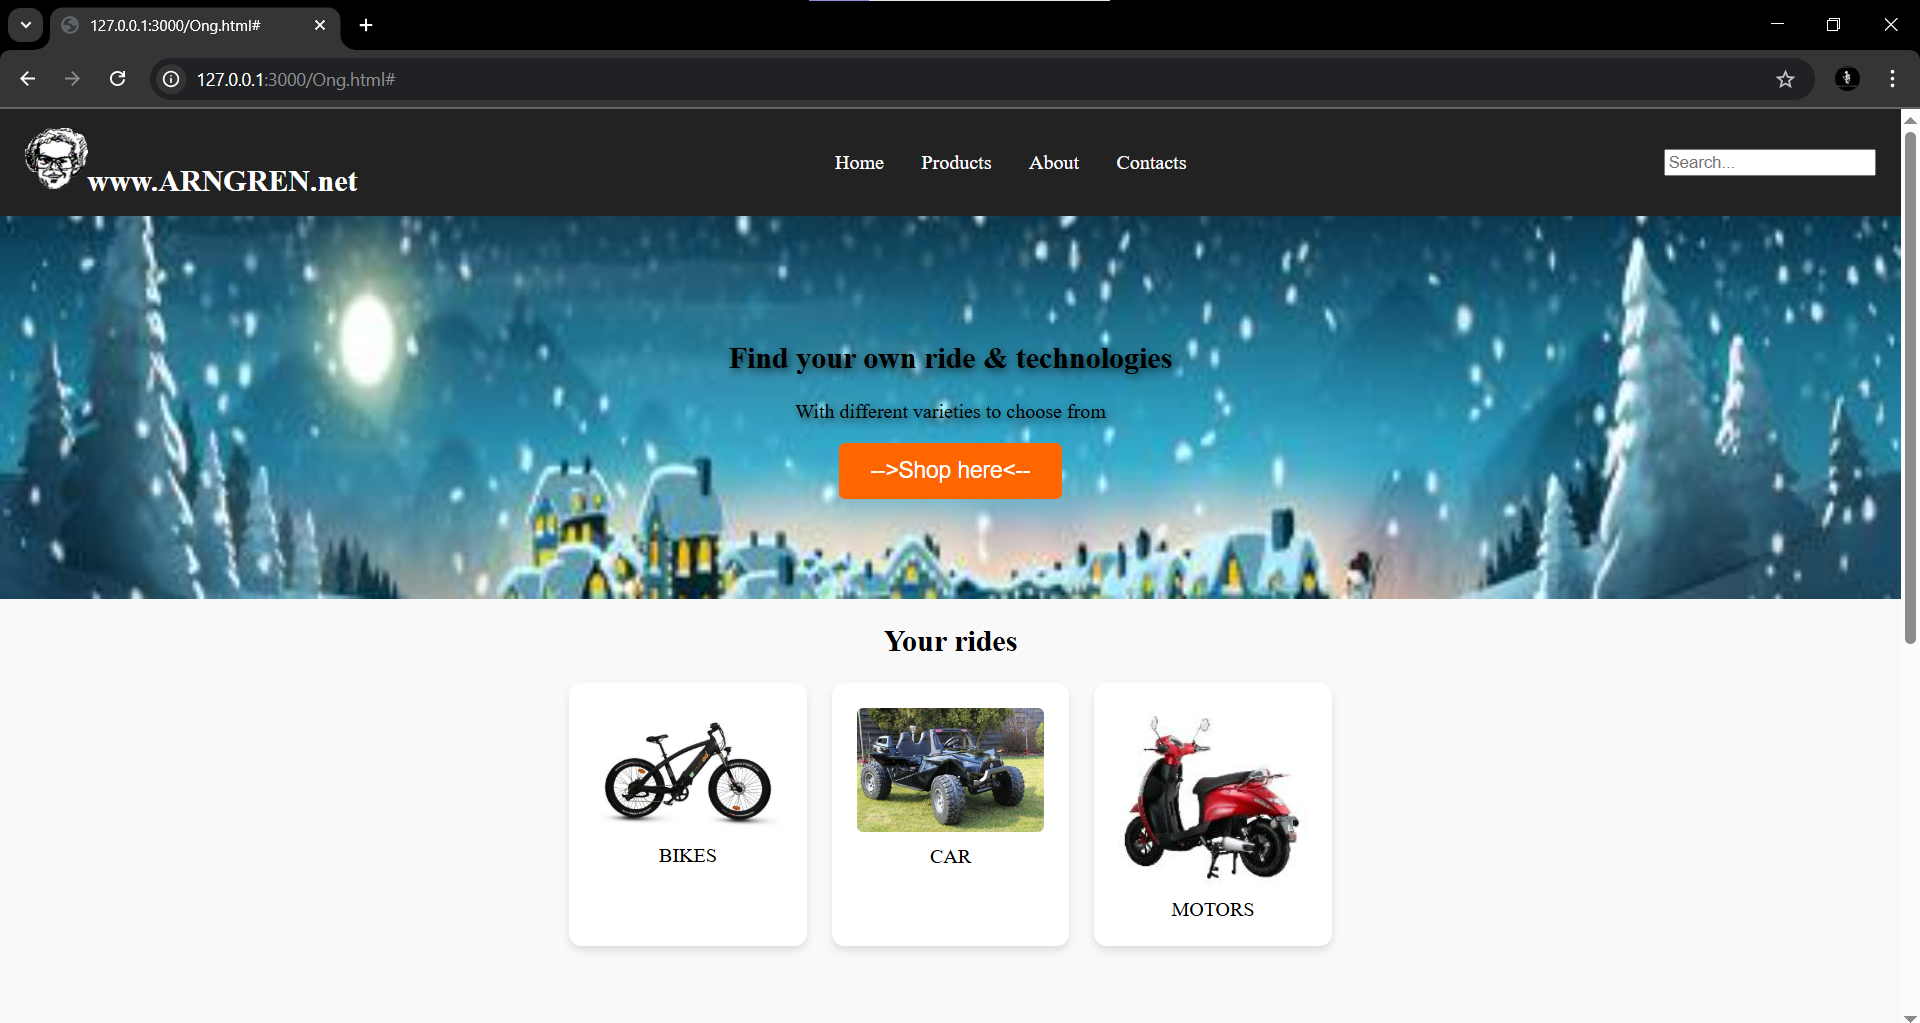 127.0.0.1:3000/Ong.html#
127.0.0.1:3000/Ong.html#
www.ARNGREN.net
Home Products About Contacts
Search...
Find your own ride & technologies
With different varieties to choose from
-->Shop here<--
Your rides
BIKES
CAR
MOTORS